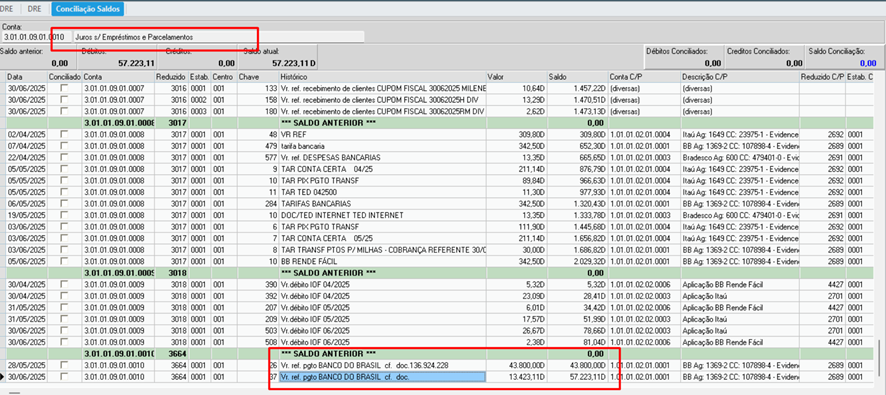 DRE DRE Conciliação Saldos
Conta:
3.01.01.09.01.0010 Juros s/ Empréstimos e Parcelamentos
Saldo anterior: Débitos: Créditos: Saldo atual: Débitos Conciliados: Creditos Conciliados: Saldo Conciliação:
0,00 57.223,11 0,00 57.223,11 D 0,00 0,00 0,00
Data Conciliado Conta Reduzido Estab. Centro Chave Histórico Valor Saldo Conta C/P Descrição C/P Reduzido C/P Estab. C
30/06/2025 3.01.01.09.01.0007 3016 0001 001 133 Vr. ref. recebimento de clientes CUPOM FISCAL 30062025 MILENE 10,64D 1.457,22D (diversas) (diversas)
30/06/2025 3.01.01.09.01.0007 3016 0002 001 158 Vr. ref. recebimento de clientes CUPOM FISCAL 30062025H DIV 13,29D 1.470,51D (diversas) (diversas)
30/06/2025 3.01.01.09.01.0007 3016 0003 001 180 Vr. ref. recebimento de clientes CUPOM FISCAL 30062025RM DIV 2,62D 1.473,13D (diversas) (diversas)
3.01.01.09.01.0008 3017 *** SALDO ANTERIOR *** 0,00
02/04/2025 3.01.01.09.01.0008 3017 0001 001 48 VR REF 309,80D 309,80D 1.01.01.02.01.0004 Itaú Ag: 1649 CC: 23975-1 - Evidence 2692 0001
07/04/2025 3.01.01.09.01.0008 3017 0001 001 479 tarifa bancaria 342,50D 652,30D 1.01.01.02.01.0001 BB Ag: 1369-2 CC: 107898-4 - Evidenc 2689 0001
22/04/2025 3.01.01.09.01.0008 3017 0001 001 577 Vr. ref. DESPESAS BANCARIAS 13,35D 665,65D 1.01.01.02.01.0003 Bradesco Ag: 600 CC: 479401-0 - Evi 2691 0001
05/05/2025 3.01.01.09.01.0008 3017 0001 001 9 TAR CONTA CERTA 04/25 211,14D 876,79D 1.01.01.02.01.0004 Itaú Ag: 1649 CC: 23975-1 - Evidence 2692 0001
05/05/2025 3.01.01.09.01.0008 3017 0001 001 10 TAR PIX PGTO TRANSF 89,84D 966,63D 1.01.01.02.01.0004 Itaú Ag: 1649 CC: 23975-1 - Evidence 2692 0001
05/05/2025 3.01.01.09.01.0008 3017 0001 001 11 TAR TED 042500 11,30D 977,93D 1.01.01.02.01.0004 Itaú Ag: 1649 CC: 23975-1 - Evidence 2692 0001
06/05/2025 3.01.01.09.01.0008 3017 0001 001 284 TARIFAS BANCARIAS 342,50D 1.320,43D 1.01.01.02.01.0001 BB Ag: 1369-2 CC: 107898-4 - Evidenc 2689 0001
19/05/2025 3.01.01.09.01.0008 3017 0001 001 10 DOC/TED INTERNET TED INTERNET 13,35D 1.333,78D 1.01.01.02.01.0003 Bradesco Ag: 600 CC: 479401-0 - Evi 2691 0001
03/06/2025 3.01.01.09.01.0008 3017 0001 001 6 TAR PIX PGTO TRANSF 111,90D 1.445,68D 1.01.01.02.01.0004 Itaú Ag: 1649 CC: 23975-1 - Evidence 2692 0001
03/06/2025 3.01.01.09.01.0008 3017 0001 001 7 TAR CONTA CERTA 05/25 211,14D 1.656,82D 1.01.01.02.01.0004 Itaú Ag: 1649 CC: 23975-1 - Evidence 2692 0001
03/06/2025 3.01.01.09.01.0008 3017 0001 001 8 TAR TRANSF PTOS P/ MILHAS - COBRANÇA REFERENTE 30/0 30,00D 1.686,82D 1.01.01.02.01.0001 BB Ag: 1369-2 CC: 107898-4 - Evidenc 2689 0001
05/06/2025 3.01.01.09.01.0008 3017 0001 001 10 BB RENDE FÁCIL 342,50D 2.029,32D 1.01.01.02.01.0001 BB Ag: 1369-2 CC: 107898-4 - Evidenc 2689 0001
3.01.01.09.01.0009 3018 *** SALDO ANTERIOR *** 0,00
30/04/2025 3.01.01.09.01.0009 3018 0001 001 390 Vr.débito IOF 04/2025 5,32D 5,32D 1.01.01.02.02.0006 Aplicação BB Rende Fácil 4427 0001
30/04/2025 3.01.01.09.01.0009 3018 0001 001 392 Vr.débito IOF 04/2025 23,09D 28,41D 1.01.01.02.02.0003 Aplicação Itaú 2701 0001
31/05/2025 3.01.01.09.01.0009 3018 0001 001 207 Vr.débito IOF 05/2025 6,01D 34,42D 1.01.01.02.02.0006 Aplicação BB Rende Fácil 4427 0001
31/05/2025 3.01.01.09.01.0009 3018 0001 001 209 Vr.débito IOF 05/2025 17,57D 51,99D 1.01.01.02.02.0003 Aplicação Itaú 2701 0001
30/06/2025 3.01.01.09.01.0009 3018 0001 001 503 Vr.débito IOF 06/2025 26,67D 78,66D 1.01.01.02.02.0003 Aplicação Itaú 2701 0001
30/06/2025 3.01.01.09.01.0009 3018 0001 001 508 Vr.débito IOF 06/2025 2,38D 81,04D 1.01.01.02.02.0006 Aplicação BB Rende Fácil 4427 0001
3.01.01.09.01.0010 3664 *** SALDO ANTERIOR *** 0,00
28/05/2025 3.01.01.09.01.0010 3664 0001 001 26 Vr. ref. pgto BANCO DO BRASIL cf. doc.136.924.228 43.800,00D 43.800,00D 1.01.01.02.01.0001 BB Ag: 1369-2 CC: 107898-4 - Evidenc 2689 0001
30/06/2025 3.01.01.09.01.0010 3664 0001 001 37 Vr. ref. pgto BANCO DO BRASIL cf. doc. 13.423,11D 57.223,11D 1.01.01.02.01.0001 BB Ag: 1369-2 CC: 107898-4 - Evidenc 2689 0001